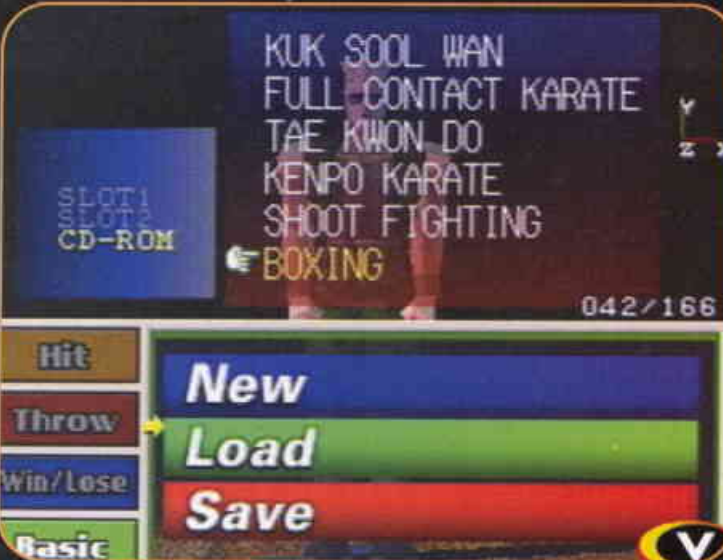 KUK SOOL WAN
FULL CONTACT KARATE
TAE KWON DO
KENPO KARATE
SHOOT FIGHTING
BOXING
SLOT1
SLOT2
CD-ROM
Y
Z X
042/166
Hit
Throw
Win/Lose
Basic
New
Load
Save
V